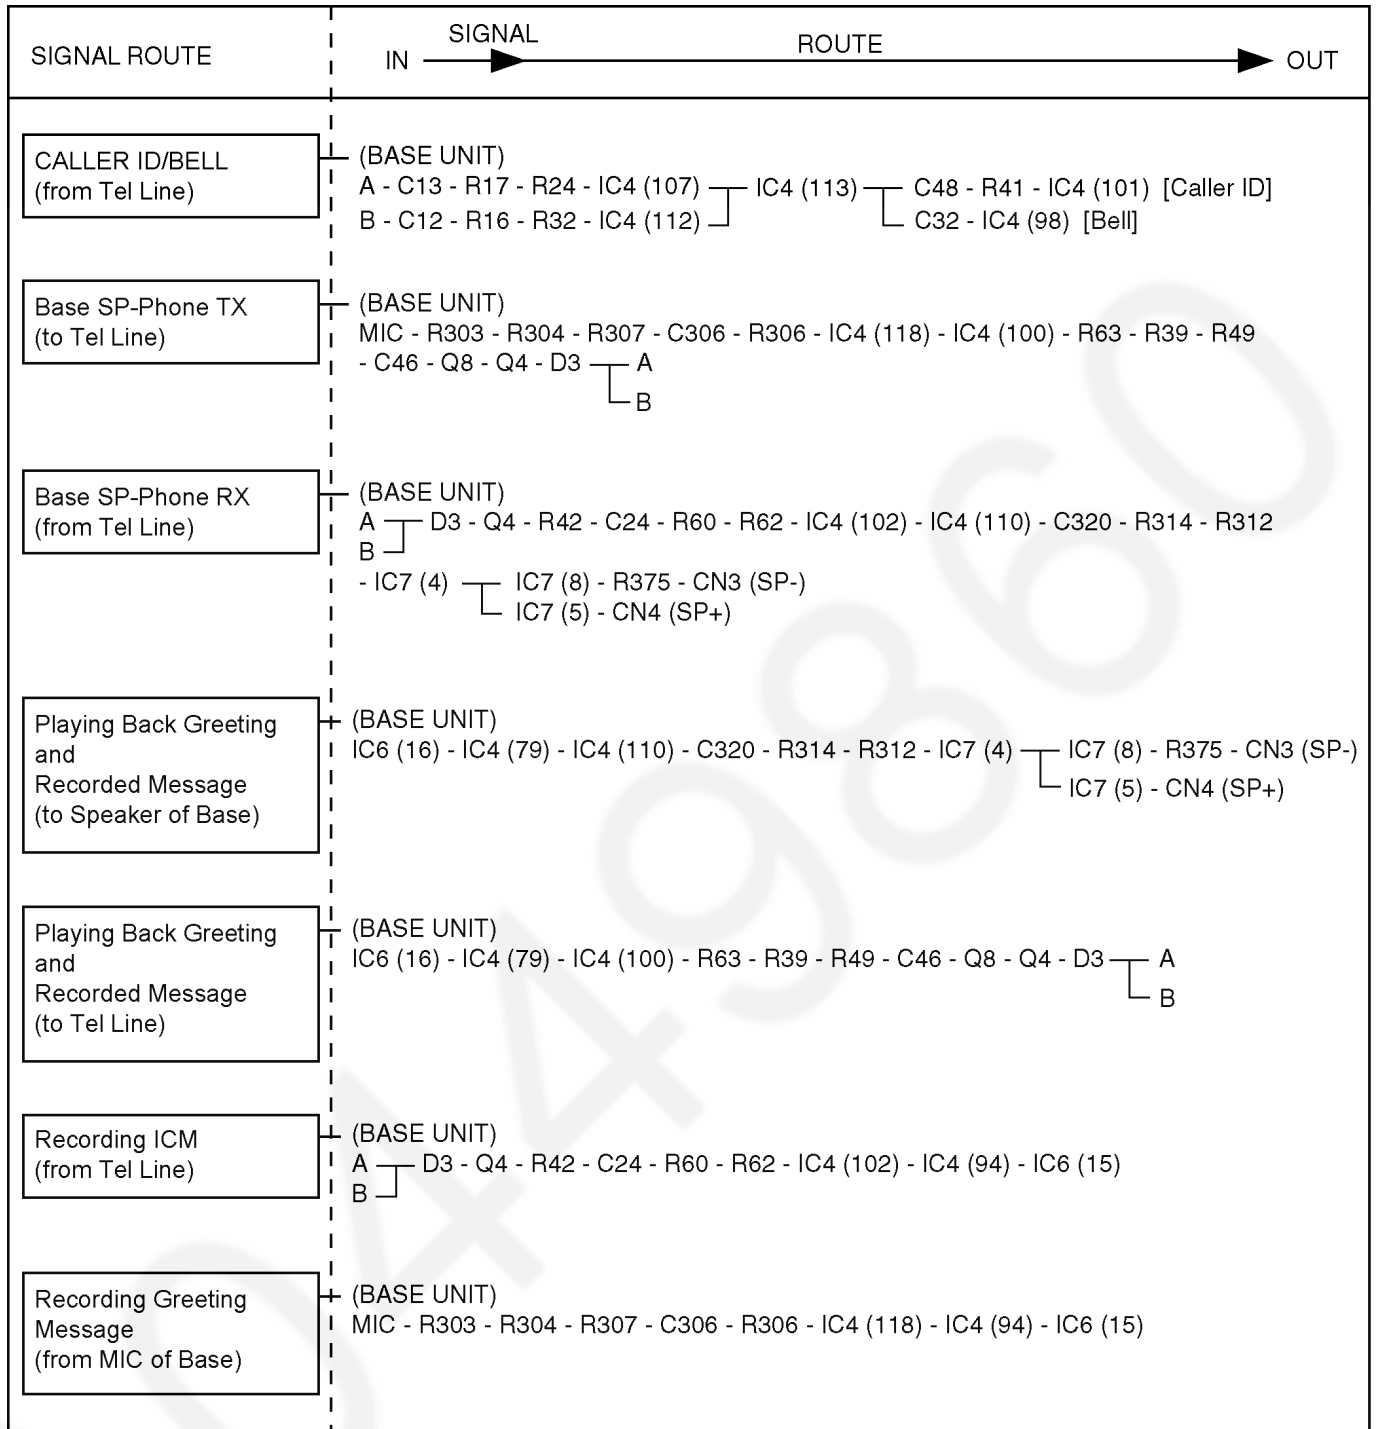 SIGNAL ROUTE
IN SIGNAL ROUTE OUT
CALLER ID/BELL
(from Tel Line)
(BASE UNIT)
A - C13 - R17 - R24 - IC4 (107) IC4 (113) C48 - R41 - IC4 (101) [Caller ID]
B - C12 - R16 - R32 - IC4 (112) C32 - IC4 (98) [Bell]
Base SP-Phone TX
(to Tel Line)
(BASE UNIT)
MIC - R303 - R304 - R307 - C306 - R306 - IC4 (118) - IC4 (100) - R63 - R39 - R49
- C46 - Q8 - Q4 - D3 A
B
Base SP-Phone RX
(from Tel Line)
(BASE UNIT)
A D3 - Q4 - R42 - C24 - R60 - R62 - IC4 (102) - IC4 (110) - C320 - R314 - R312
B
- IC7 (4) IC7 (8) - R375 - CN3 (SP-)
IC7 (5) - CN4 (SP+)
Playing Back Greeting
and
Recorded Message
(to Speaker of Base)
(BASE UNIT)
IC6 (16) - IC4 (79) - IC4 (110) - C320 - R314 - R312 - IC7 (4) IC7 (8) - R375 - CN3 (SP-)
IC7 (5) - CN4 (SP+)
Playing Back Greeting
and
Recorded Message
(to Tel Line)
(BASE UNIT)
IC6 (16) - IC4 (79) - IC4 (100) - R63 - R39 - R49 - C46 - Q8 - Q4 - D3 A
B
Recording ICM
(from Tel Line)
(BASE UNIT)
A D3 - Q4 - R42 - C24 - R60 - R62 - IC4 (102) - IC4 (94) - IC6 (15)
B
Recording Greeting
Message
(from MIC of Base)
(BASE UNIT)
MIC - R303 - R304 - R307 - C306 - R306 - IC4 (118) - IC4 (94) - IC6 (15)
049860